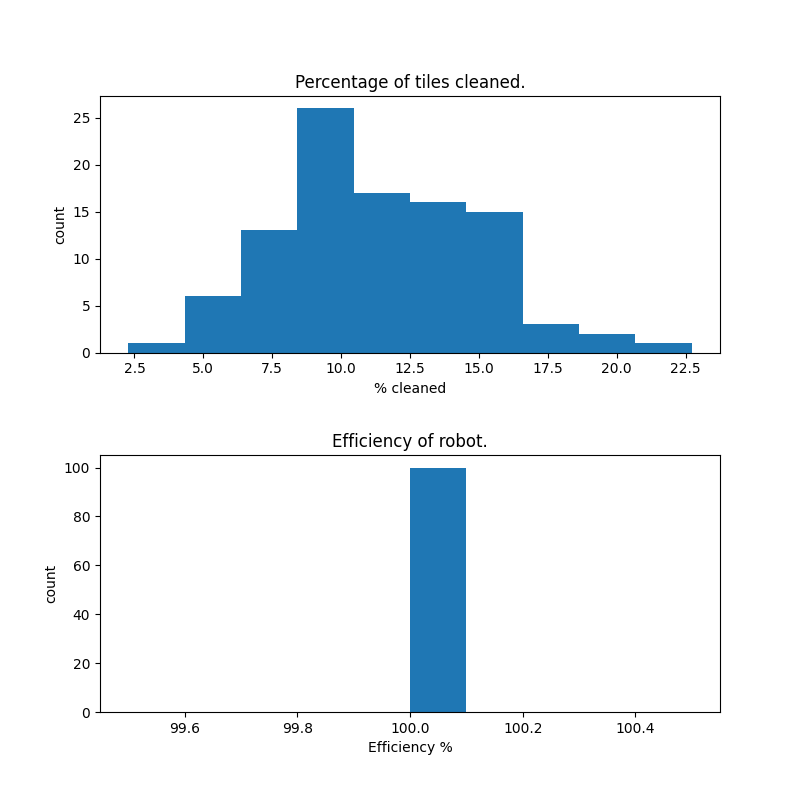 Percentage of tiles cleaned.
25
20
15
10
5
0
count
2.5 5.0 7.5 10.0 12.5 15.0 17.5 20.0 22.5
% cleaned
Efficiency of robot.
100
80
60
40
20
0
count
99.6 99.8 100.0 100.2 100.4
Efficiency %